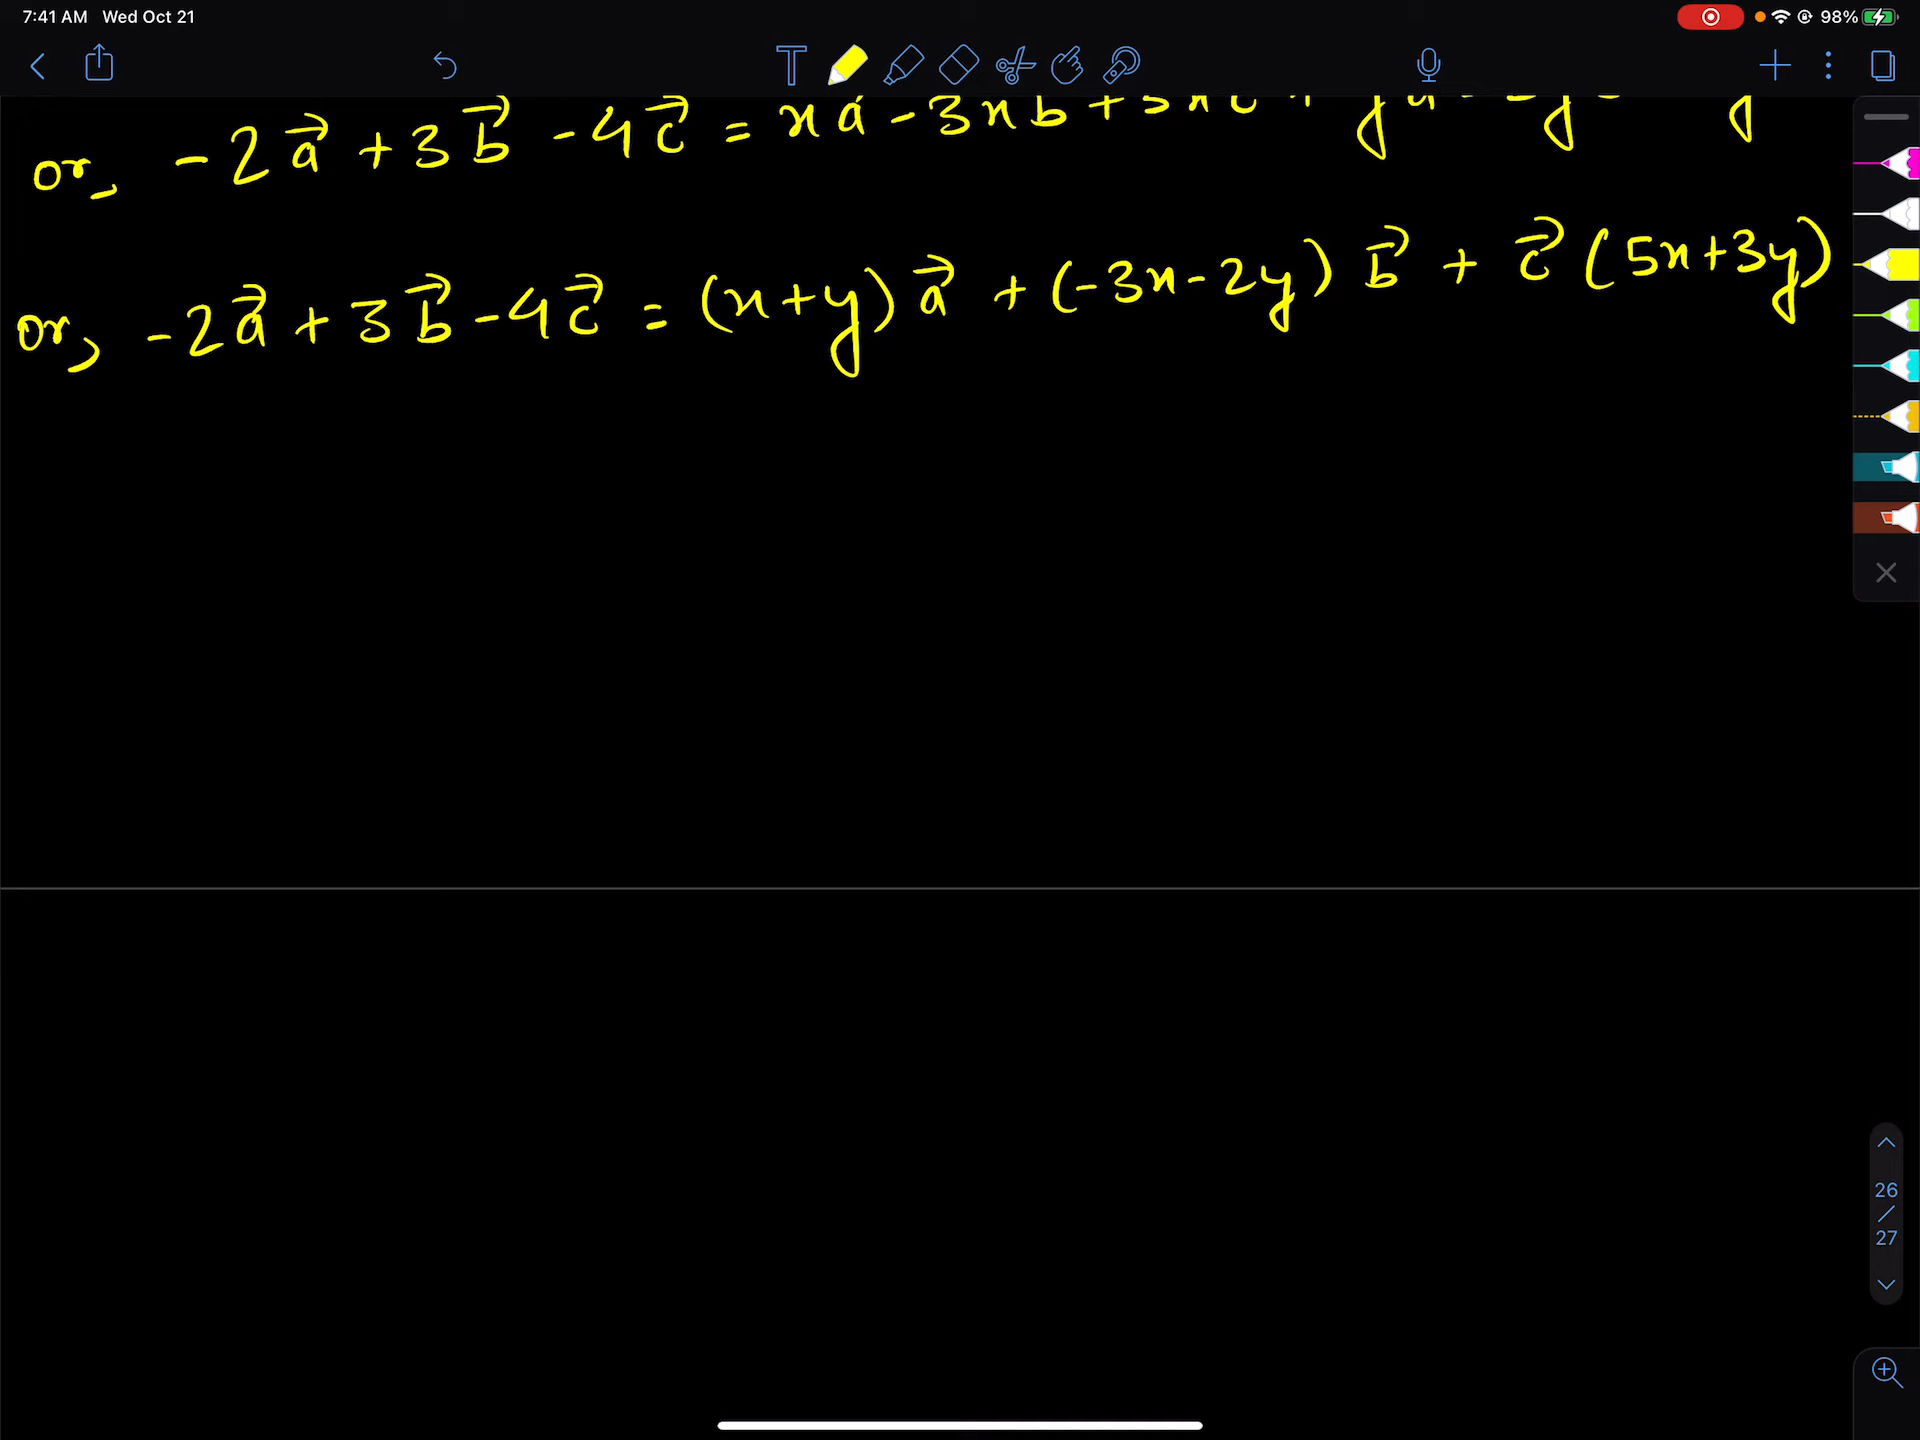 7:41 AM Wed Oct 21 98%
T
or, -2a⃗ + 3b⃗ - 4c⃗ = xa - 3xb +
or, -2a⃗ + 3b⃗ - 4c⃗ = (x+y) a⃗ + (-3x-2y) b⃗ + c⃗ (5x+3y)
26
/
27